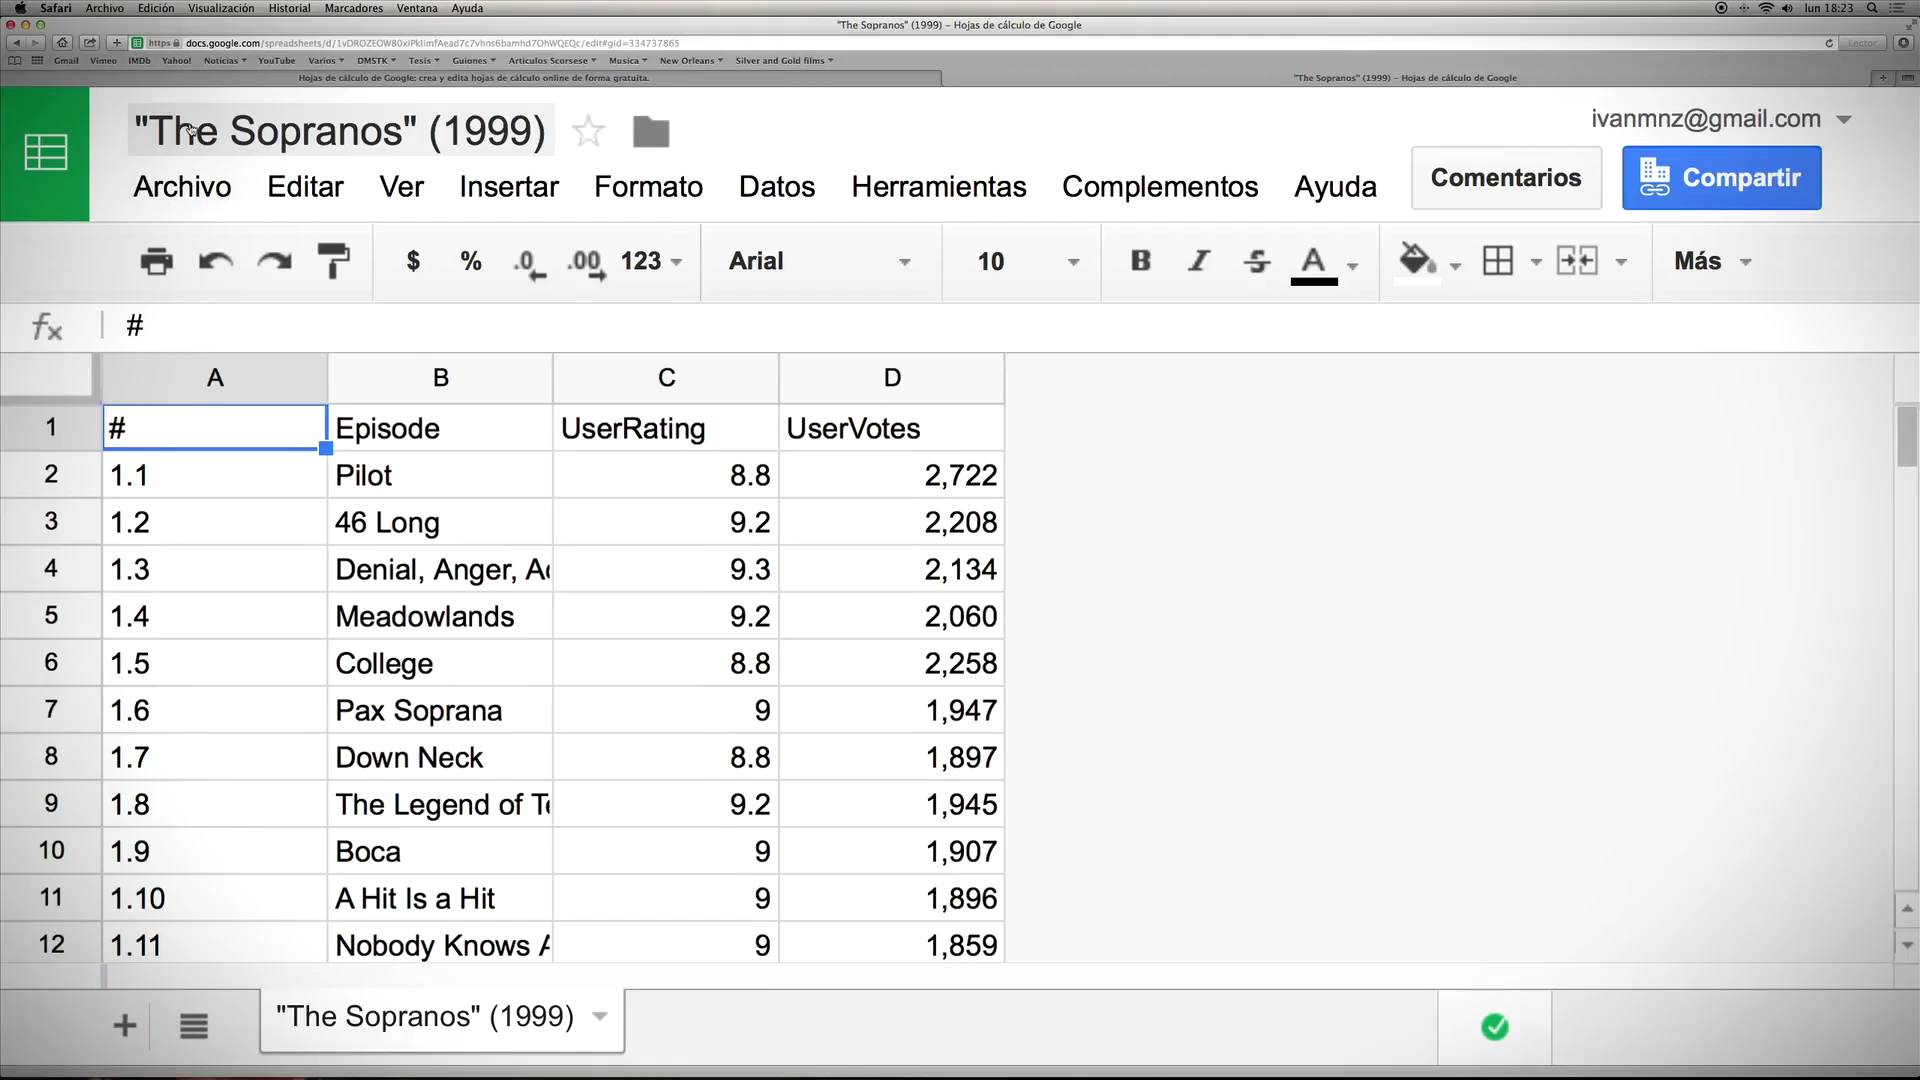 Safari Archivo Edición Visualización Historial Marcadores Ventana Ayuda lun 18:23
"The Sopranos" (1999) – Hojas de cálculo de Google
https docs.google.com/spreadsheets/d/ Lector
Gmail Vimeo IMDb Yahoo! Noticias YouTube Varios DMSTK Tesis Guiones Artículos Scorsese Musica New Orleans Silver and Gold films
Hojas de cálculo de Google: crea y edita hojas de cálculo online de forma gratuita. "The Sopranos" (1999) – Hojas de cálculo de Google
"The Sopranos" (1999) ivanmnz@gmail.com
Archivo Editar Ver Insertar Formato Datos Herramientas Complementos Ayuda Comentarios Compartir
$ % .0 .00 123 Arial 10 B I S A Más
fx #
A B C D
1 # Episode UserRating UserVotes
2 1.1 Pilot 8.8 2,722
3 1.2 46 Long 9.2 2,208
4 1.3 Denial, Anger, 9.3 2,134
5 1.4 Meadowlands 9.2 2,060
6 1.5 College 8.8 2,258
7 1.6 Pax Soprana 9 1,947
8 1.7 Down Neck 8.8 1,897
9 1.8 The Legend of 9.2 1,945
10 1.9 Boca 9 1,907
11 1.10 A Hit Is a Hit 9 1,896
12 1.11 Nobody Knows 9 1,859
"The Sopranos" (1999)